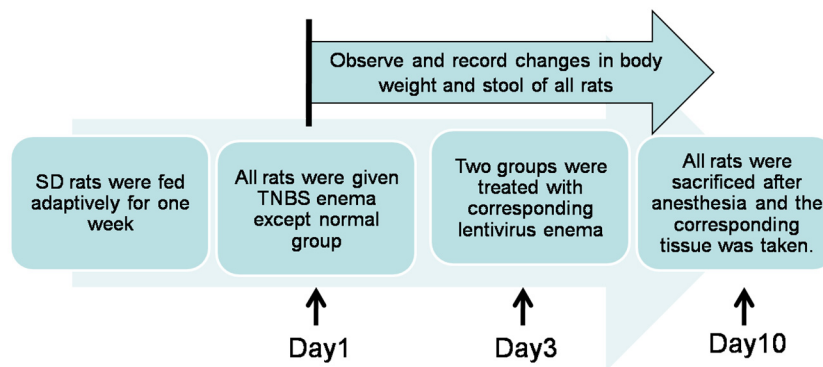 Observe and record changes in body
weight and stool of all rats
SD rats were fed
adaptively for one
week
All rats were given
TNBS enema
except normal
group
Two groups were
treated with
corresponding
lentivirus enema
All rats were
sacrificed after
anesthesia and the
corresponding
tissue was taken.
Day1
Day3
Day10